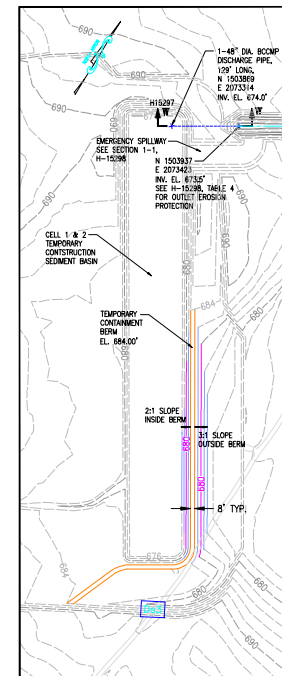 690
680
690
H15297
W
W
1-48" DIA. BCCMP
DISCHARGE PIPE,
129' LONG,
N 1503869
E 2073314
INV. EL. 674.0'
EMERGENCY SPILLWAY
SEE SECTION 1-1,
H-15298
N 1503937
E 2073423
INV. EL. 673.5'
SEE H-15298, TABLE 4
FOR OUTLET EROSION
PROTECTION
690
CELL 1 & 2
TEMPORARY
CONTSTRUCTION
SEDIMENT BASIN
684
TEMPORARY
CONTAINMENT
BERM
EL. 684.00'
680
2:1 SLOPE
INSIDE BERM
3:1 SLOPE
OUTSIDE BERM
680
680
8' TYP.
676
684
690
690